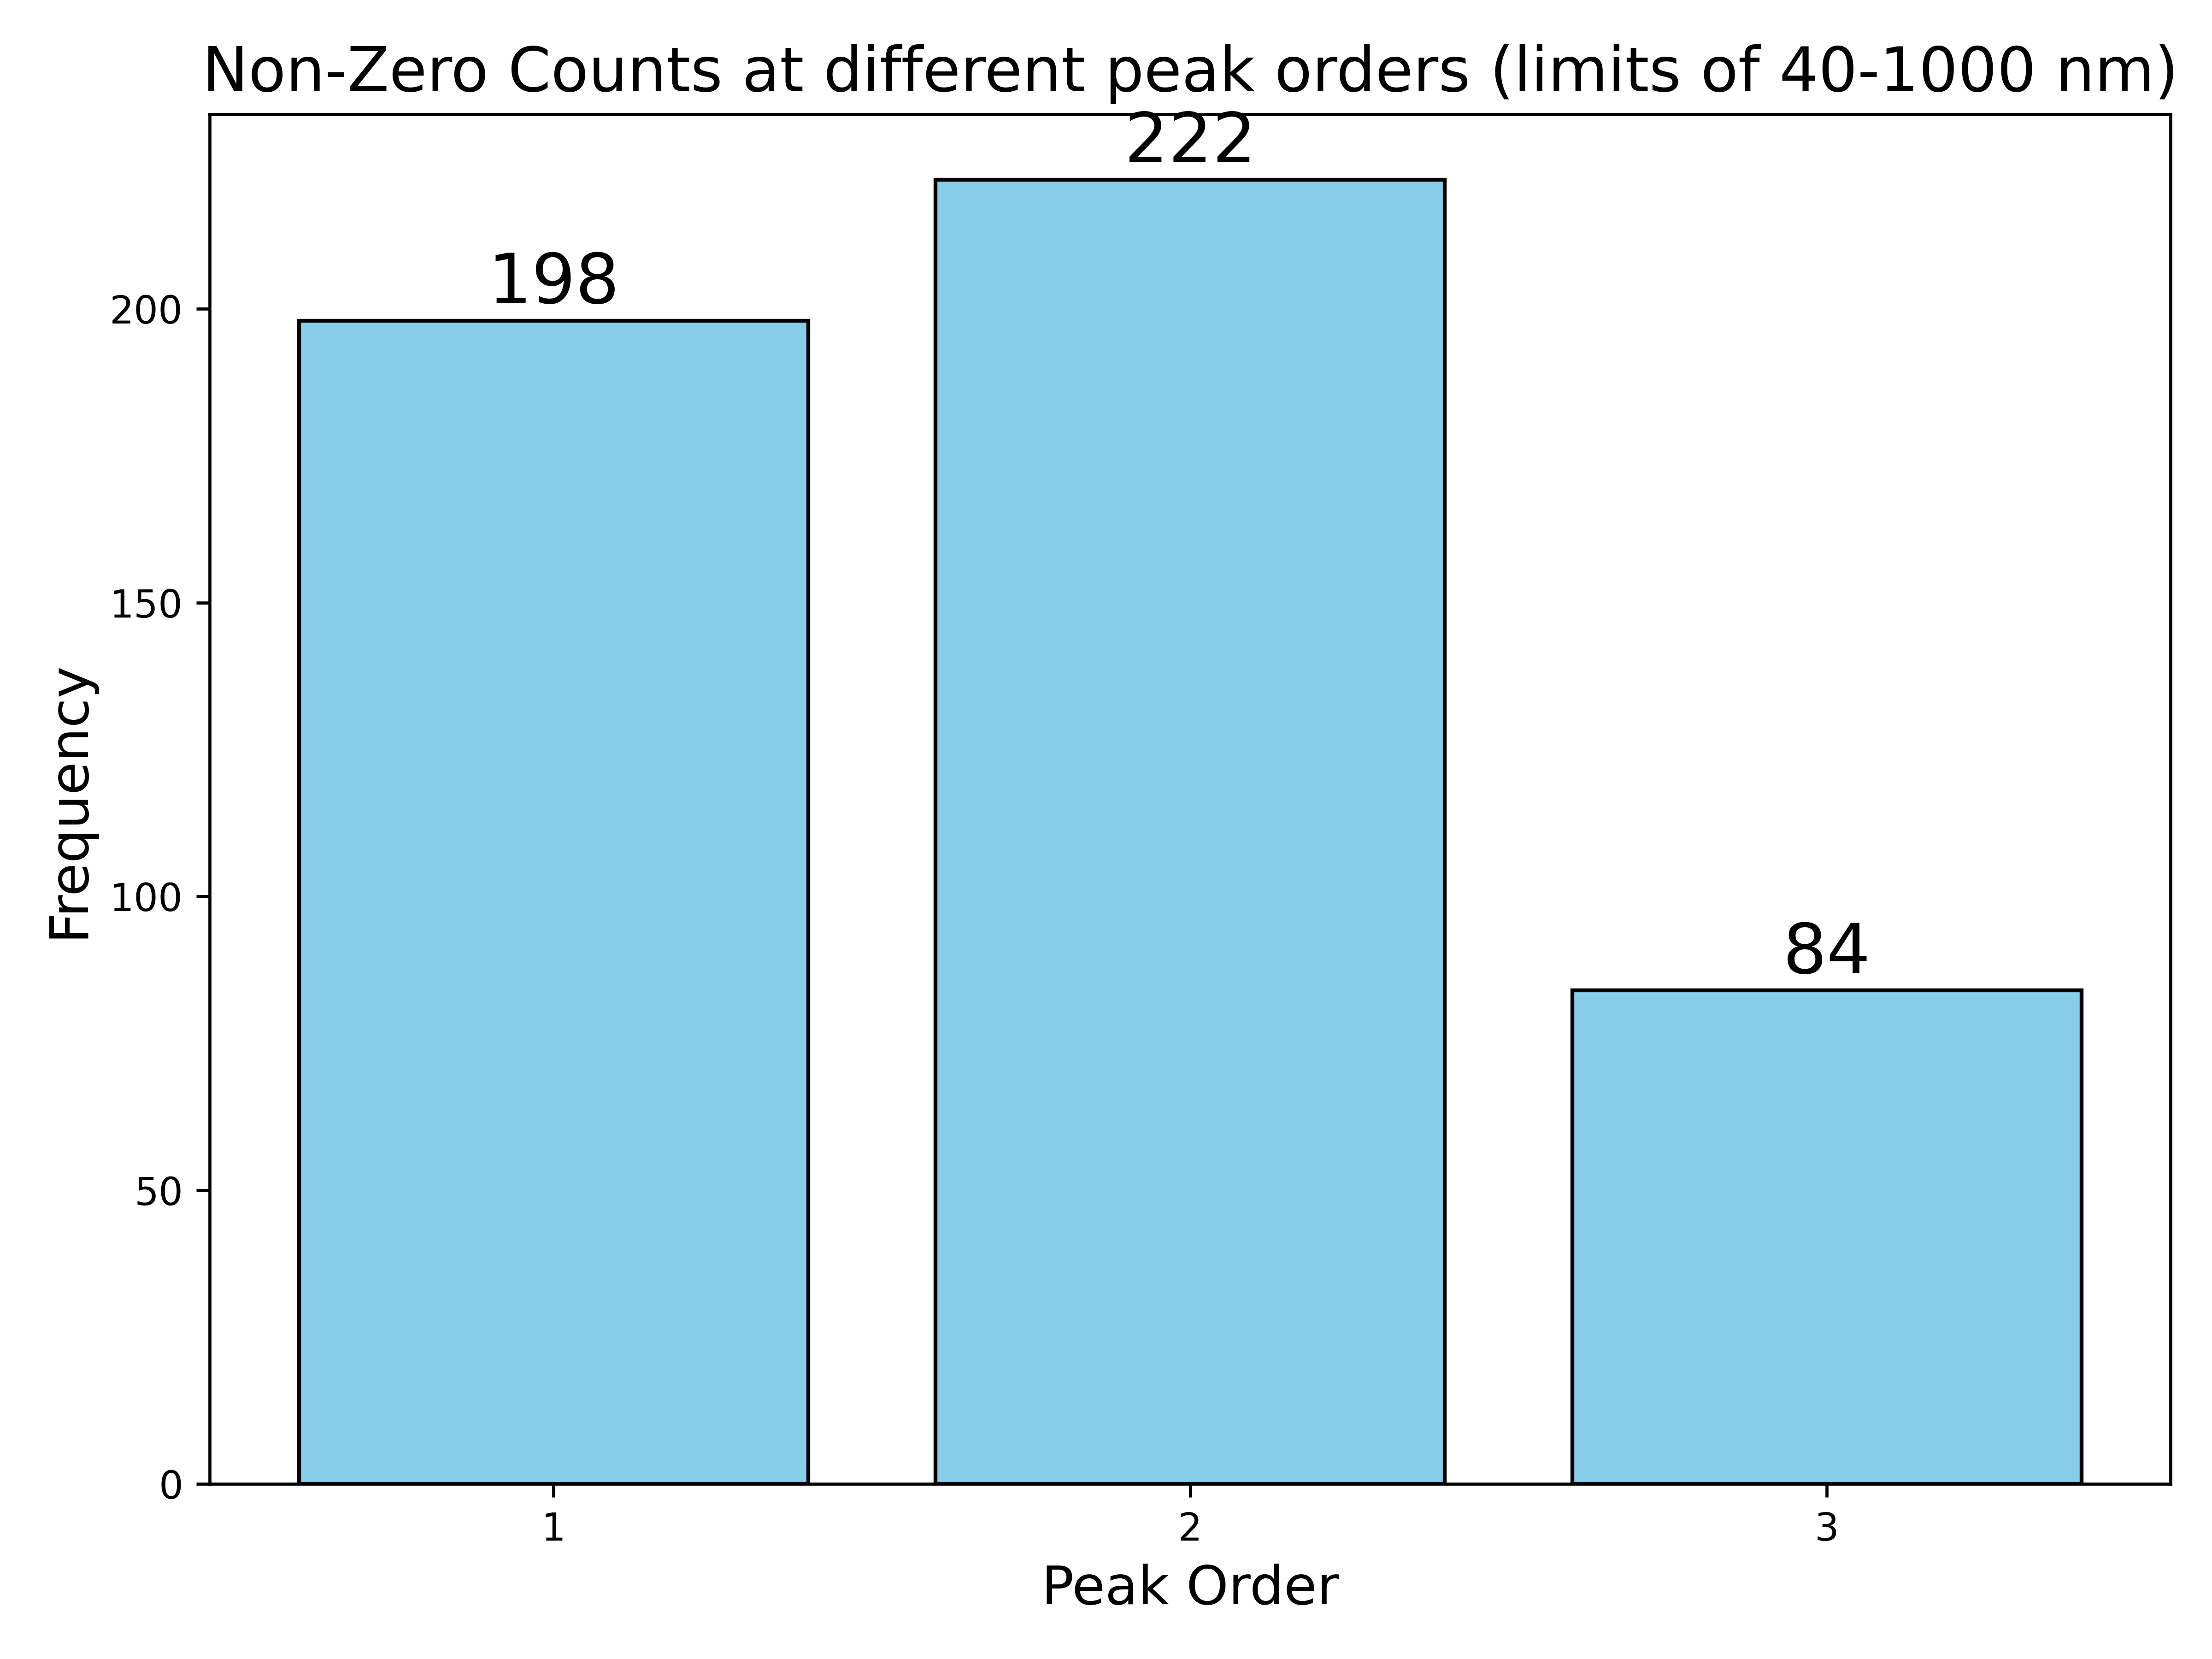 Non-Zero Counts at different peak orders (limits of 40-1000 nm)
222
198
84
200
150
100
50
0
Frequency
1 2 3
Peak Order